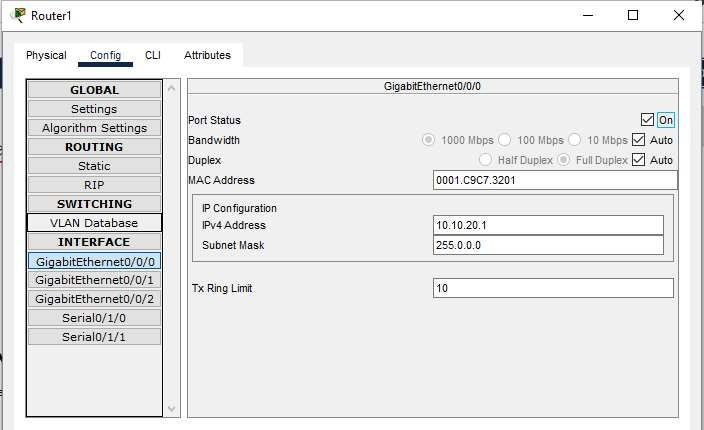 Router1
Physical Config CLI Attributes
GLOBAL
Settings
Algorithm Settings
ROUTING
Static
RIP
SWITCHING
VLAN Database
INTERFACE
GigabitEthernet0/0/0
GigabitEthernet0/0/1
GigabitEthernet0/0/2
Serial0/1/0
Serial0/1/1
GigabitEthernet0/0/0
Port Status On
Bandwidth 1000 Mbps 100 Mbps 10 Mbps Auto
Duplex Half Duplex Full Duplex Auto
MAC Address 0001.C9C7.3201
IP Configuration
IPv4 Address 10.10.20.1
Subnet Mask 255.0.0.0
Tx Ring Limit 10